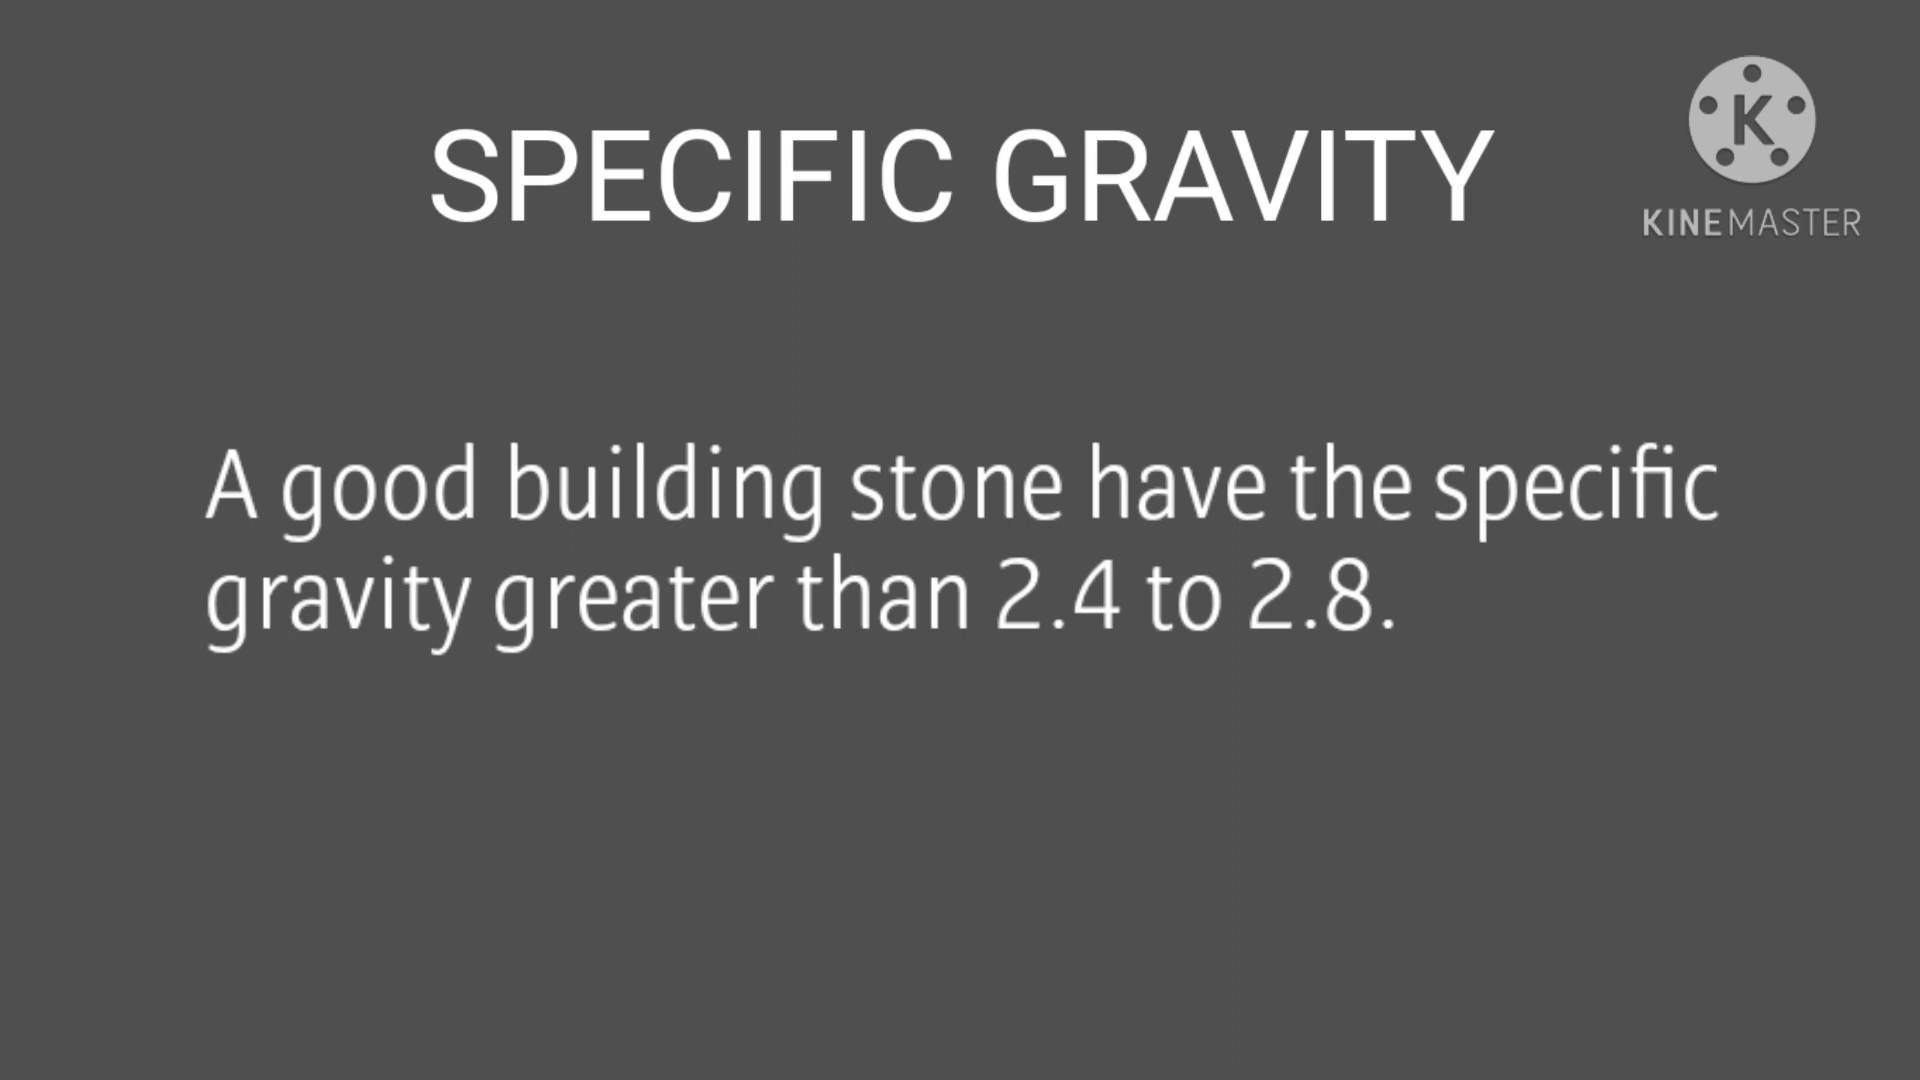 SPECIFIC GRAVITY
K
KINEMASTER
A good building stone have the specific
gravity greater than 2.4 to 2.8.